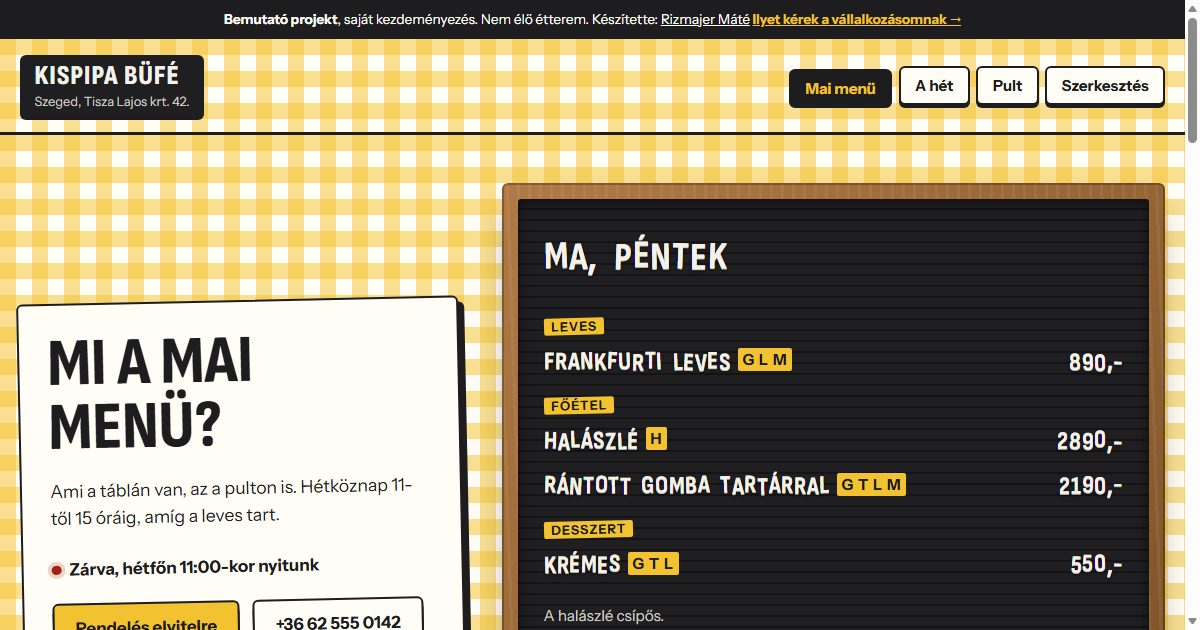 Bemutató projekt, saját kezdeményezés. Nem élő étterem. Készítette: Rizmajer Máté Ilyet kérek a vállalkozásomnak →
KISPIPA BÜFÉ
Szeged, Tisza Lajos krt. 42.
Mai menü
A hét
Pult
Szerkesztés
MI A MAI
MENÜ?
Ami a táblán van, az a pulton is. Hétköznap 11-
től 15 óráig, amíg a leves tart.
Zárva, hétfőn 11:00-kor nyitunk
Rendelés elvitelre
+36 62 555 0142
MA, PÉNTEK
LEVES
FRANKFURTI LEVES G L M 890,-
FŐÉTEL
HALÁSZLÉ H 2890,-
RÁNTOTT GOMBA TARTÁRRAL G T L M 2190,-
DESSZERT
KRÉMES G T L 550,-
A halászlé csípős.